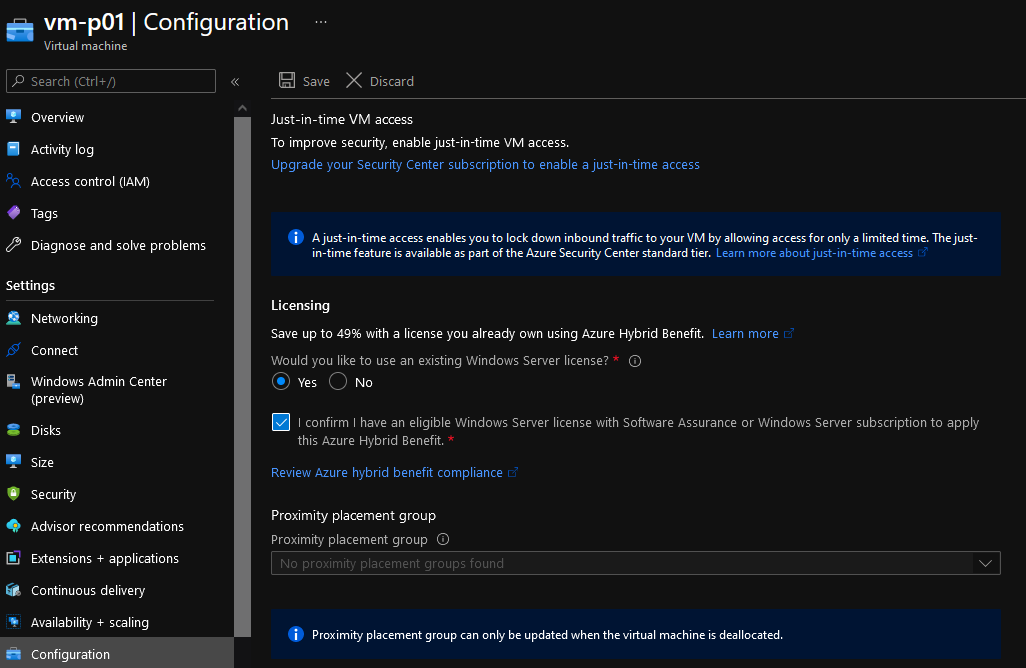 vm-p01 | Configuration ...
Virtual machine
Search (Ctrl+/)
«
Overview
Activity log
Access control (IAM)
Tags
Diagnose and solve problems
Settings
Networking
Connect
Windows Admin Center
(preview)
Disks
Size
Security
Advisor recommendations
Extensions + applications
Continuous delivery
Availability + scaling
Configuration
Save Discard
Just-in-time VM access
To improve security, enable just-in-time VM access.
Upgrade your Security Center subscription to enable a just-in-time access
A just-in-time access enables you to lock down inbound traffic to your VM by allowing access for only a limited time. The just-
in-time feature is available as part of the Azure Security Center standard tier. Learn more about just-in-time access
Licensing
Save up to 49% with a license you already own using Azure Hybrid Benefit. Learn more
Would you like to use an existing Windows Server license? *
Yes No
I confirm I have an eligible Windows Server license with Software Assurance or Windows Server subscription to apply
this Azure Hybrid Benefit. *
Review Azure hybrid benefit compliance
Proximity placement group
Proximity placement group
No proximity placement groups found
Proximity placement group can only be updated when the virtual machine is deallocated.